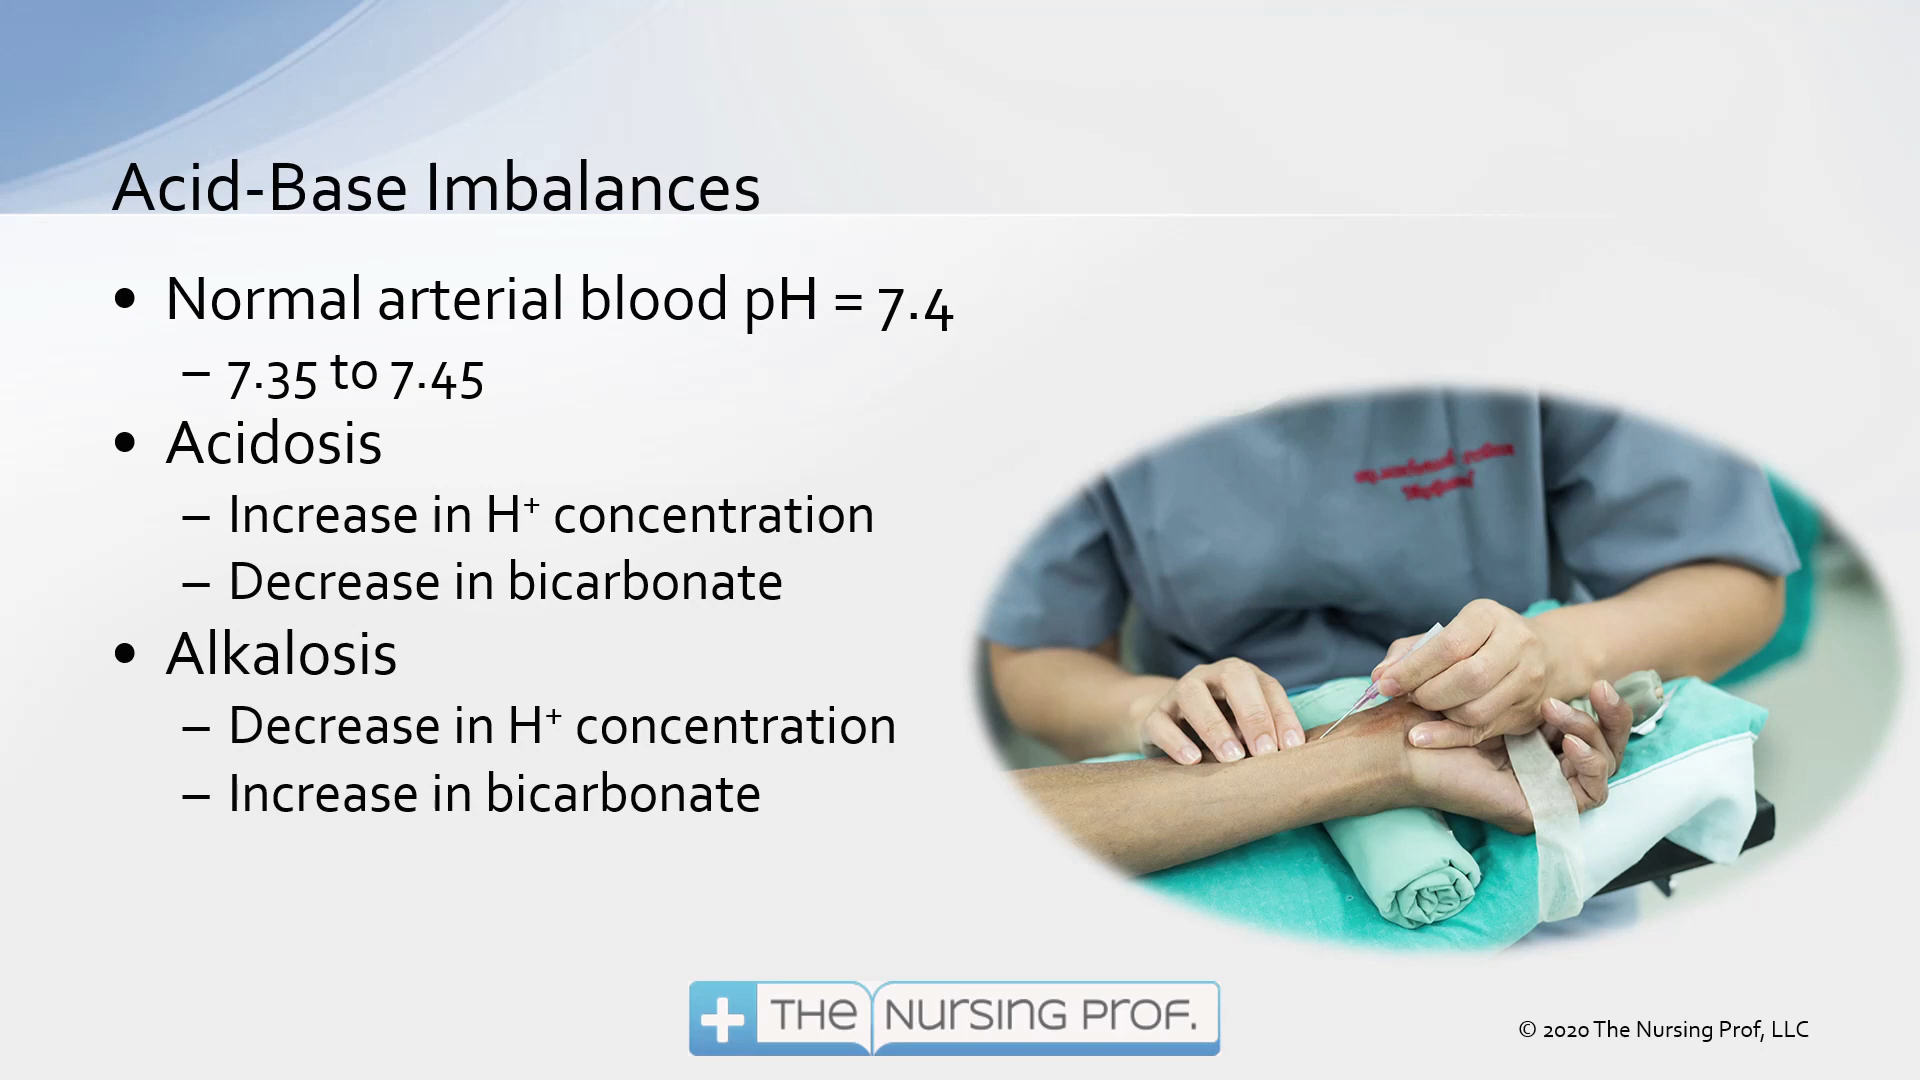 Acid-Base Imbalances
• Normal arterial blood pH = 7.4
– 7.35 to 7.45
• Acidosis
– Increase in H⁺ concentration
– Decrease in bicarbonate
• Alkalosis
– Decrease in H⁺ concentration
– Increase in bicarbonate
THE NURSING PROF.
© 2020 The Nursing Prof, LLC